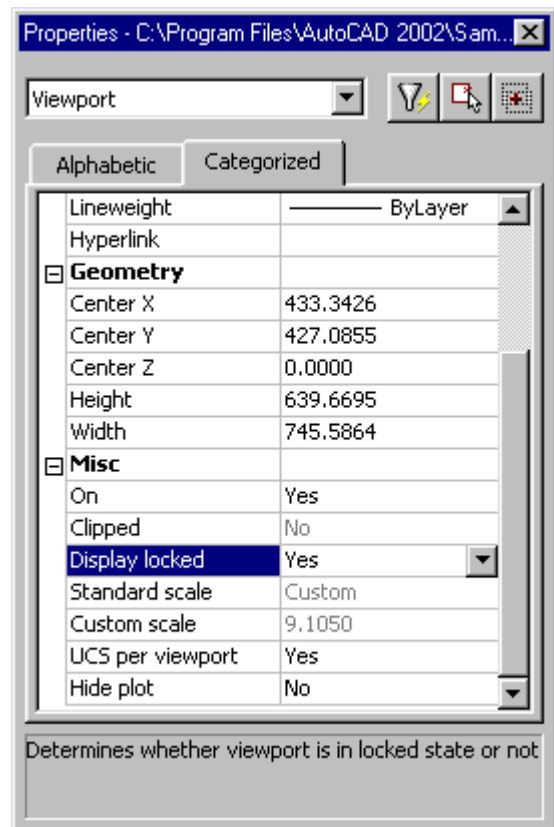 Properties - C:\Program Files\AutoCAD 2002\Sam...
Viewport
Alphabetic Categorized
Lineweight ByLayer
Hyperlink
Geometry
Center X 433.3426
Center Y 427.0855
Center Z 0.0000
Height 639.6695
Width 745.5864
Misc
On Yes
Clipped No
Display locked Yes
Standard scale Custom
Custom scale 9.1050
UCS per viewport Yes
Hide plot No
Determines whether viewport is in locked state or not